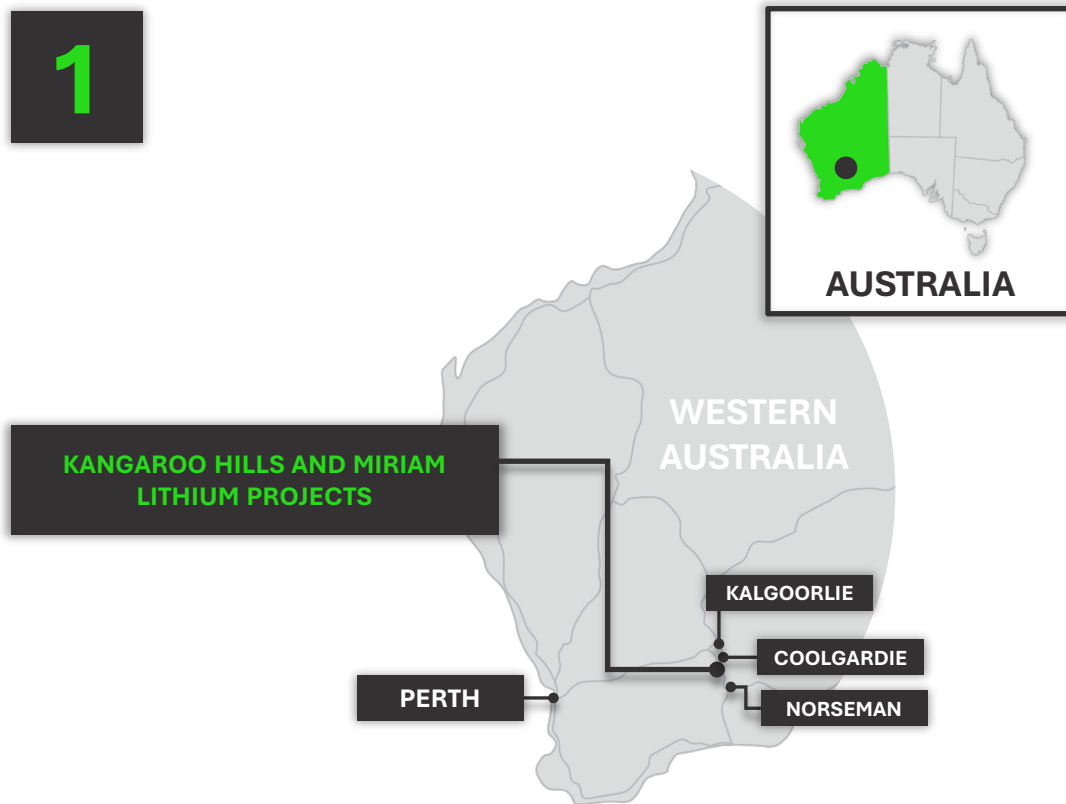 1
AUSTRALIA
WESTERN
AUSTRALIA
KANGAROO HILLS AND MIRIAM
LITHIUM PROJECTS
KALGOORLIE
COOLGARDIE
PERTH
NORSEMAN